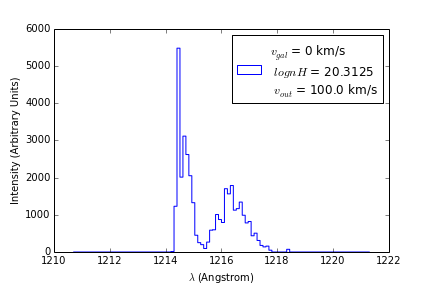 6000
5000
4000
3000
2000
1000
0
Intensity (Arbitrary Units)
v_gal = 0 km/s
lognH = 20.3125
v_out = 100.0 km/s
1210 1212 1214 1216 1218 1220 1222
λ (Angstrom)